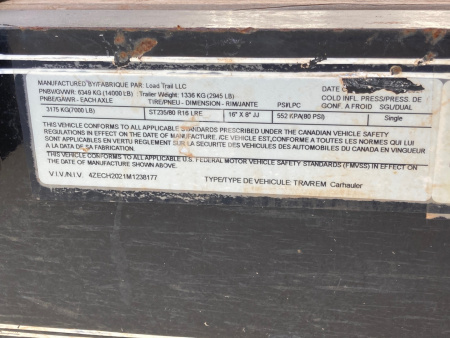 MANUFACTURED BY/FABRIQUE PAR: Load Trail LLC
PNBV/GVWR: 6349 KG (14000 LB) Trailer Weight: 1336 KG (2945 LB) DATE
PNBE/GAWR - EACH AXLE TIRE/PNEU - DIMENSION - RIM/JANTE PSI/LPC COLD INFL. PRESS/PRESS. DE GONF. A FROID SGL/DUAL
3175 KG(7000 LB) ST235/80 R16 LRE 16" X 6" JJ 552 KPA(80 PSI) Single
THIS VEHICLE CONFORMS TO ALL APPLICABLE STANDARDS PRESCRIBED UNDER THE CANADIAN VEHICLE SAFETY
REGULATIONS IN EFFECT ON THE DATE OF MANUFACTURE. /CE VEHICLE EST,CONFORME A TOUTES LES NORMES QUI LUI
SONT APPLICABLES EN VERTU REGLEMENT SUR LA SECURITE DES VEHICULES DU CANADA EN VINGUEUR
A LA DATE DE SA FABRICATION.
THIS VEHICLE CONFORMS TO ALL APPLICABLE U.S. FEDERAL MOTOR VEHICLE SAFETY STANDARDS (FMVSS) IN EFFECT ON
THE DATE OF MANUFACTURE SHOWN ABOVE.
V.I.V./N.I.V. 4ZECH2021M1238177 TYPE/TYPE DE VEHICULE: TRA/REM Carhauler